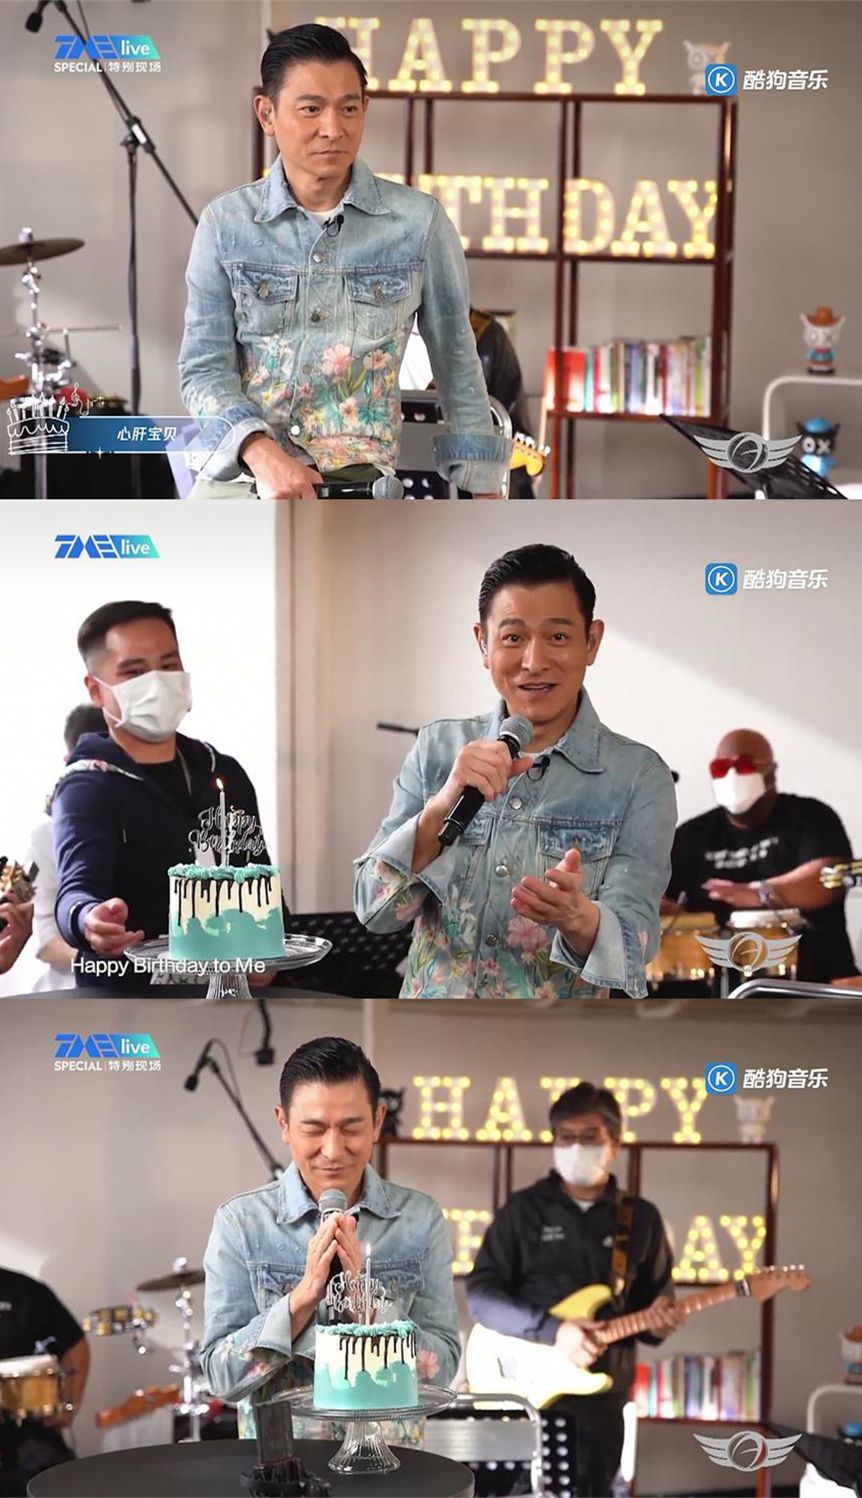 TME live
SPECIAL 特别现场
HAPPY
K 酷狗音乐
THDAY
心肝宝贝
TME live
K 酷狗音乐
Happy
Birthday
Happy Birthday to Me
TME live
SPECIAL 特别现场
K 酷狗音乐
HAPPY
DAY
Happy
Birthday